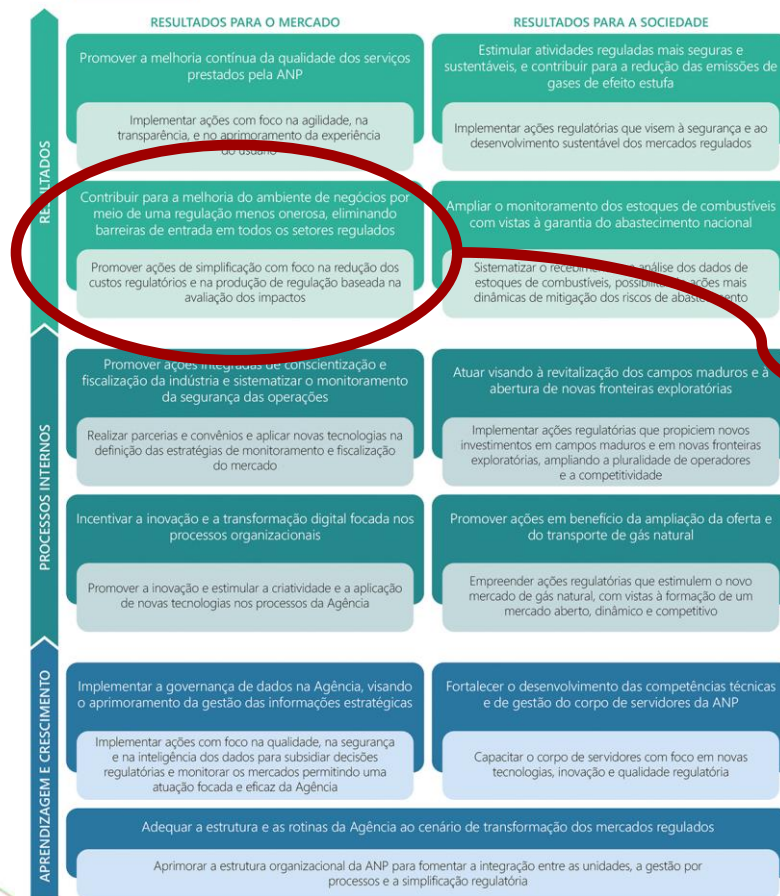 RESULTADOS PARA O MERCADO
RESULTADOS PARA A SOCIEDADE
RESULTADOS
Promover a melhoria contínua da qualidade dos serviços
prestados pela ANP
Implementar ações com foco na agilidade, na
transparência, e no aprimoramento da experiência
do usuário
Estimular atividades reguladas mais seguras e
sustentáveis, e contribuir para a redução das emissões de
gases de efeito estufa
Implementar ações regulatórias que visem à segurança e ao
desenvolvimento sustentável dos mercados regulados
Contribuir para a melhoria do ambiente de negócios por
meio de uma regulação menos onerosa, eliminando
barreiras de entrada em todos os setores regulados
Promover ações de simplificação com foco na redução dos
custos regulatórios e na produção de regulação baseada na
avaliação dos impactos
Ampliar o monitoramento dos estoques de combustíveis
com vistas à garantia do abastecimento nacional
Sistematizar o análise dos dados de
estoques de combustíveis, ações mais
dinâmicas de mitigação dos riscos de
PROCESSOS INTERNOS
Promover ações integradas de conscientização e
fiscalização da indústria e sistematizar o monitoramento
da segurança das operações
Realizar parcerias e convênios e aplicar novas tecnologias na
definição das estratégias de monitoramento e fiscalização
do mercado
Atuar visando à revitalização dos campos maduros e à
abertura de novas fronteiras exploratórias
Implementar ações regulatórias que propiciem novos
investimentos em campos maduros e em novas fronteiras
exploratórias, ampliando a pluralidade de operadores
e a competitividade
Incentivar a inovação e a transformação digital focada nos
processos organizacionais
Promover a inovação e estimular a criatividade e a aplicação
de novas tecnologias nos processos da Agência
Promover ações em benefício da ampliação da oferta e
do transporte de gás natural
Empreender ações regulatórias que estimulem o novo
mercado de gás natural, com vistas à formação de um
mercado aberto, dinâmico e competitivo
APRENDIZAGEM E CRESCIMENTO
Implementar a governança de dados na Agência, visando
o aprimoramento da gestão das informações estratégicas
Implementar ações com foco na qualidade, na segurança
e na inteligência dos dados para subsidiar decisões
regulatórias e monitorar os mercados permitindo uma
atuação focada e eficaz da Agência
Fortalecer o desenvolvimento das competências técnicas
e de gestão do corpo de servidores da ANP
Capacitar o corpo de servidores com foco em novas
tecnologias, inovação e qualidade regulatória
Adequar a estrutura e as rotinas da Agência ao cenário de transformação dos mercados regulados
Aprimorar a estrutura organizacional da ANP para fomentar a integração entre as unidades, a gestão por
processos e a simplificação regulatória